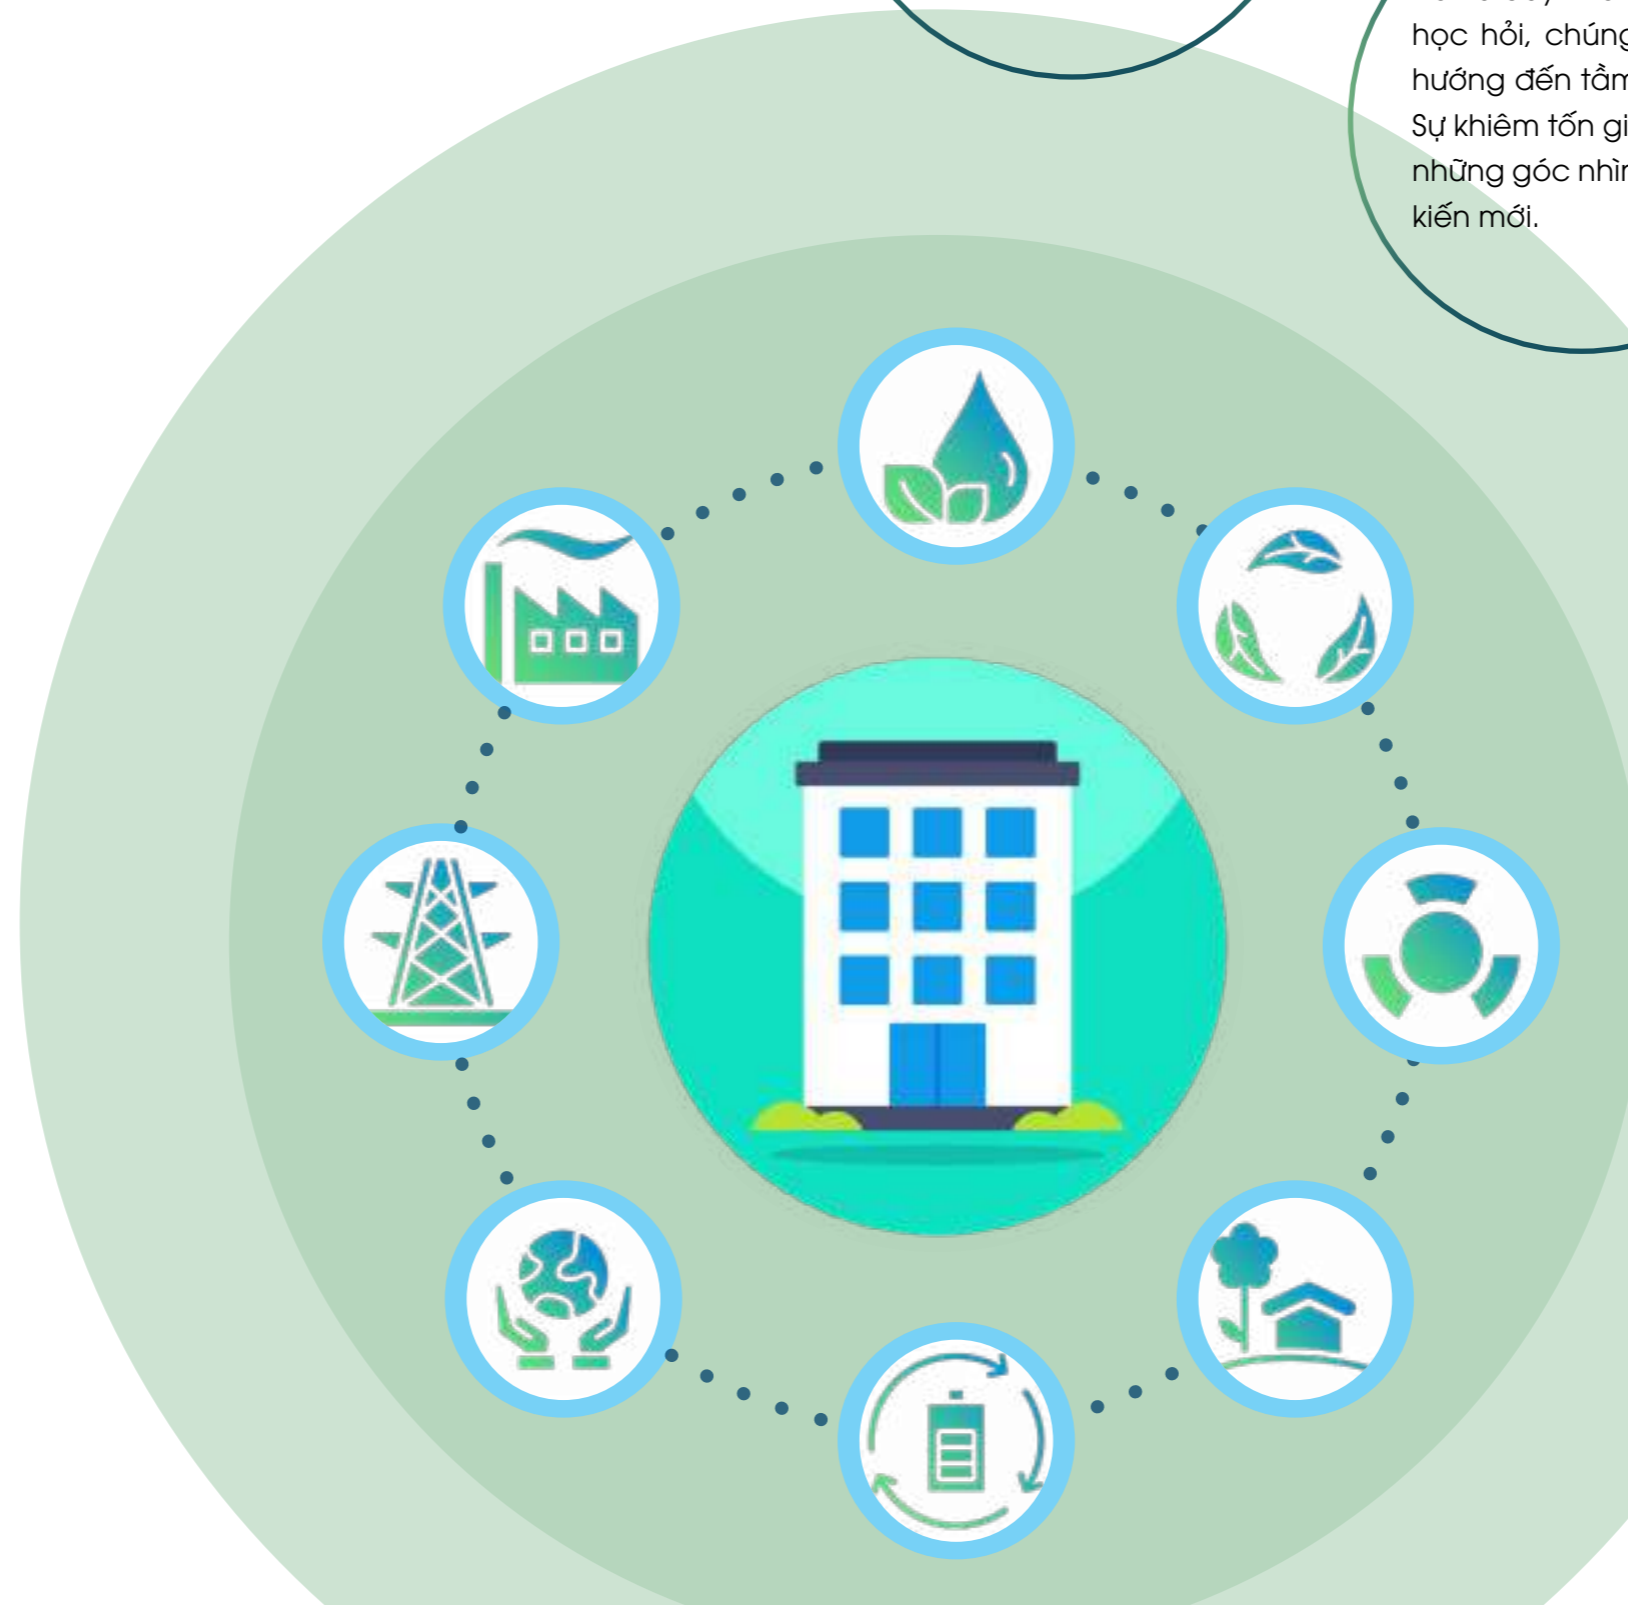 học hỏi, chúng
hướng đến tầm
Sự khiêm tốn gi
những góc nhìn
kiến mới.